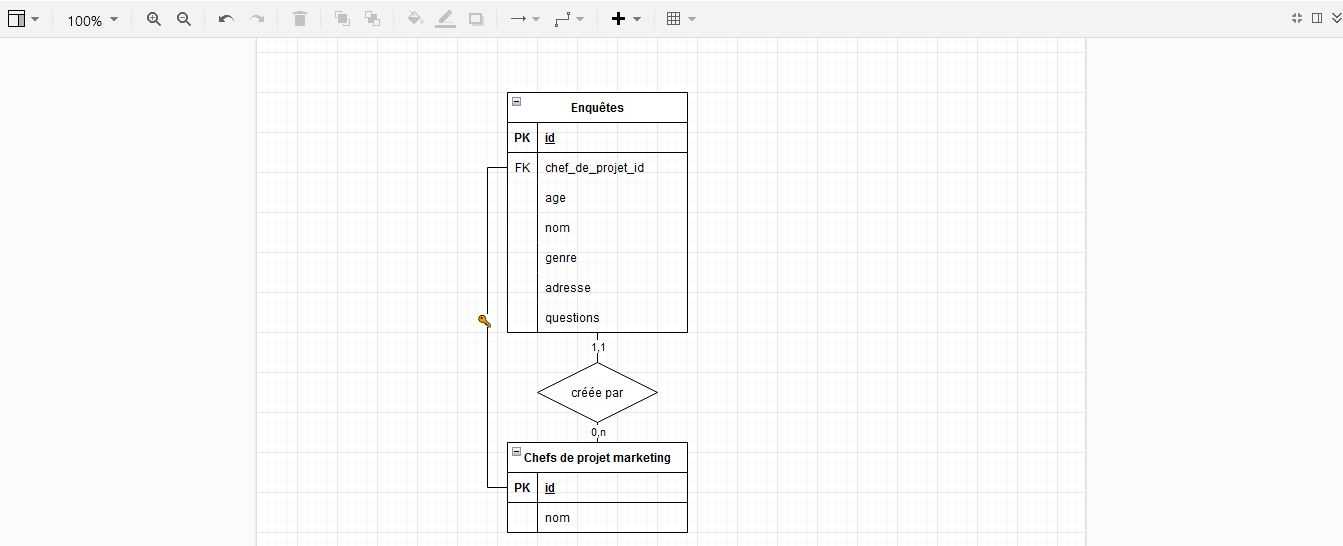 100%
Enquêtes
PK id
FK chef_de_projet_id
age
nom
genre
adresse
questions
1,1
créée par
0,n
Chefs de projet marketing
PK id
nom